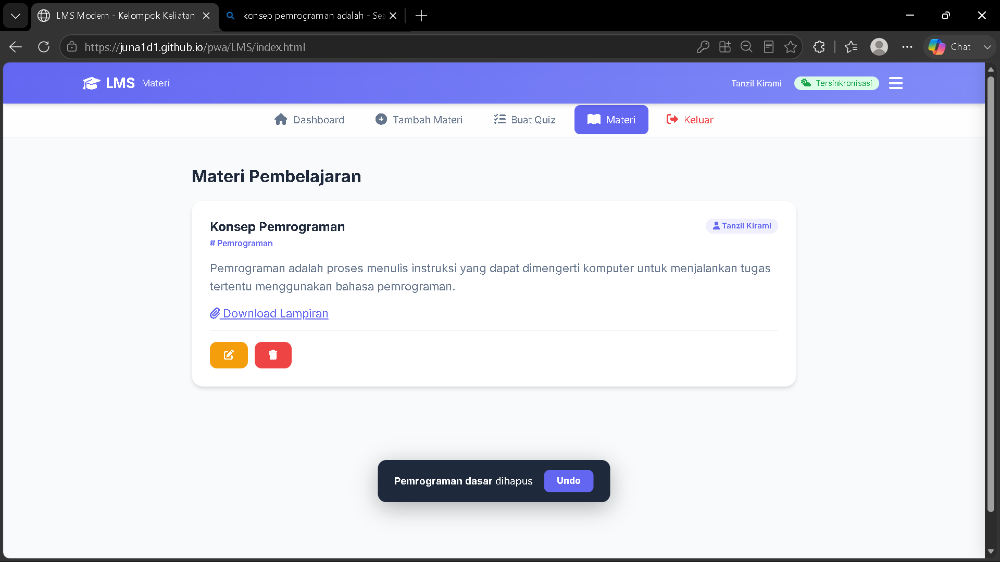 LMS Modern - Kelompok Keliatan
konsep pemrograman adalah - Sea
https://juna1d1.github.io/pwa/LMS/index.html
Chat
LMS Materi
Tanzil Kirami
Tersinkronisasi
Dashboard
Tambah Materi
Buat Quiz
Materi
Keluar
Materi Pembelajaran
Konsep Pemrograman
Tanzil Kirami
# Pemrograman
Pemrograman adalah proses menulis instruksi yang dapat dimengerti komputer untuk menjalankan tugas
tertentu menggunakan bahasa pemrograman.
Download Lampiran
Pemrograman dasar dihapus
Undo